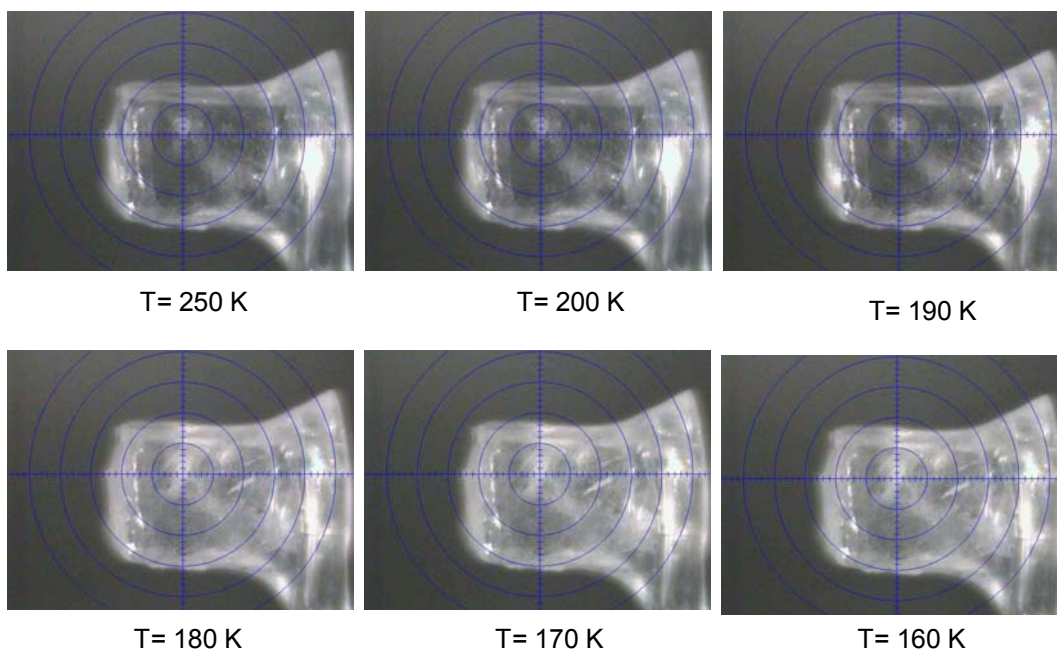 T= 250 K
T= 200 K
T= 190 K
T= 180 K
T= 170 K
T= 160 K